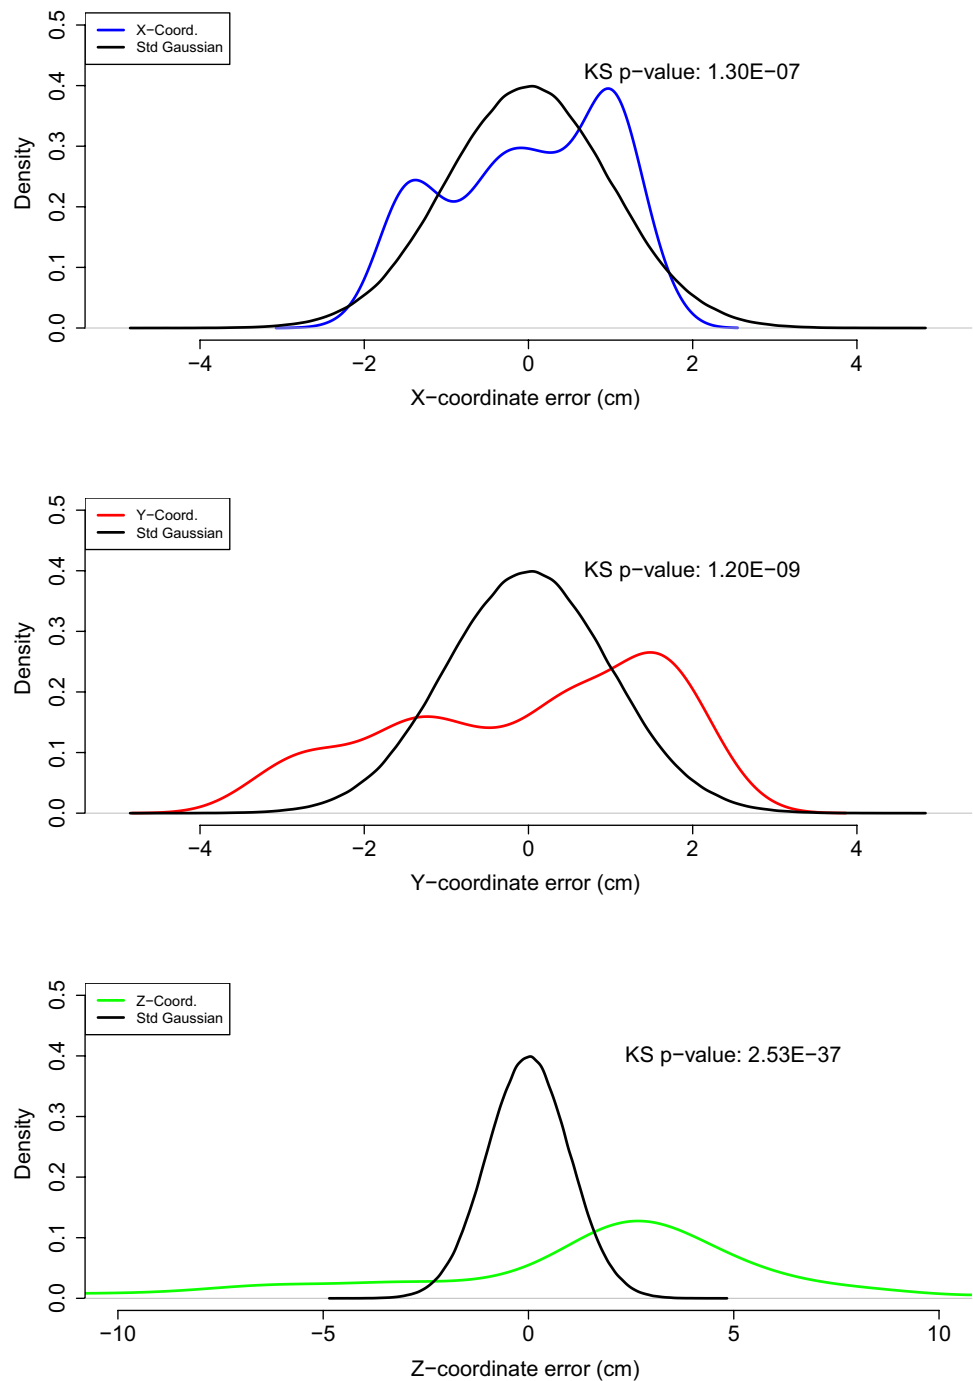 X−Coord.
Std Gaussian
KS p−value: 1.30E−07
Density
0.0 0.1 0.2 0.3 0.4 0.5
−4 −2 0 2 4
X−coordinate error (cm)
Y−Coord.
Std Gaussian
KS p−value: 1.20E−09
Density
0.0 0.1 0.2 0.3 0.4 0.5
−4 −2 0 2 4
Y−coordinate error (cm)
Z−Coord.
Std Gaussian
KS p−value: 2.53E−37
Density
0.0 0.1 0.2 0.3 0.4 0.5
−10 −5 0 5 10
Z−coordinate error (cm)